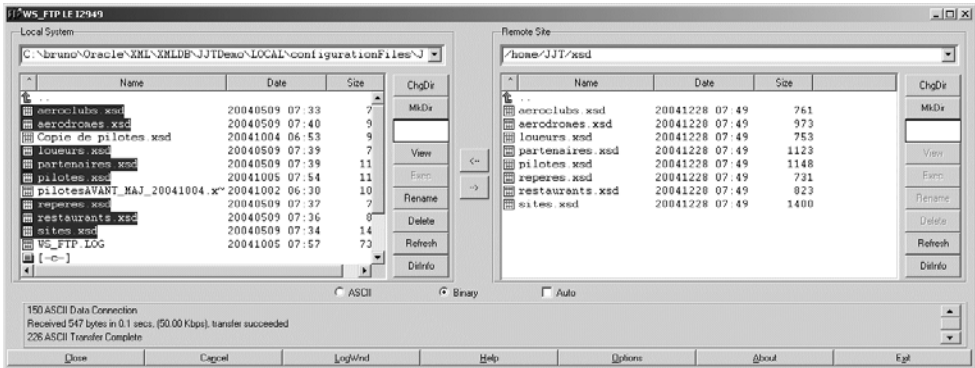 WS_FTP LE I2949
Local System
C:\bruno\Oracle\XML\XMLDB\JJTDemo\LOCAL\configurationFiles\J
^ Name Date Size
..
aeroclubs.xsd 20040509 07:33 7
aerodromes.xsd 20040509 07:40 9
Copie de pilotes.xsd 20041004 06:53 9
loueurs.xsd 20040509 07:39 7
partenaires.xsd 20040509 07:39 11
pilotes.xsd 20041005 07:54 11
pilotesAVANT_MAJ_20041004.x~ 20041002 06:30 10
reperes.xsd 20040509 07:37 7
restaurants.xsd 20040509 07:36 8
sites.xsd 20040509 07:34 14
WS_FTP.LOG 20041005 07:57 73
[-c-]
ChgDir
MkDir
View
Exec
Rename
Delete
Refresh
DirInfo
<--
-->
Remote Site
/home/JJT/xsd
^ Name Date Size
..
aeroclubs.xsd 20041228 07:49 761
aerodromes.xsd 20041228 07:49 973
loueurs.xsd 20041228 07:49 753
partenaires.xsd 20041228 07:49 1123
pilotes.xsd 20041228 07:49 1148
reperes.xsd 20041228 07:49 731
restaurants.xsd 20041228 07:49 823
sites.xsd 20041228 07:49 1400
ChgDir
MkDir
View
Exec
Rename
Delete
Refresh
DirInfo
ASCII Binary Auto
150 ASCII Data Connection
Received 547 bytes in 0.1 secs, (50.00 Kbps), transfer succeeded
226 ASCII Transfer Complete
Close Cancel LogWnd Help Options About Exit